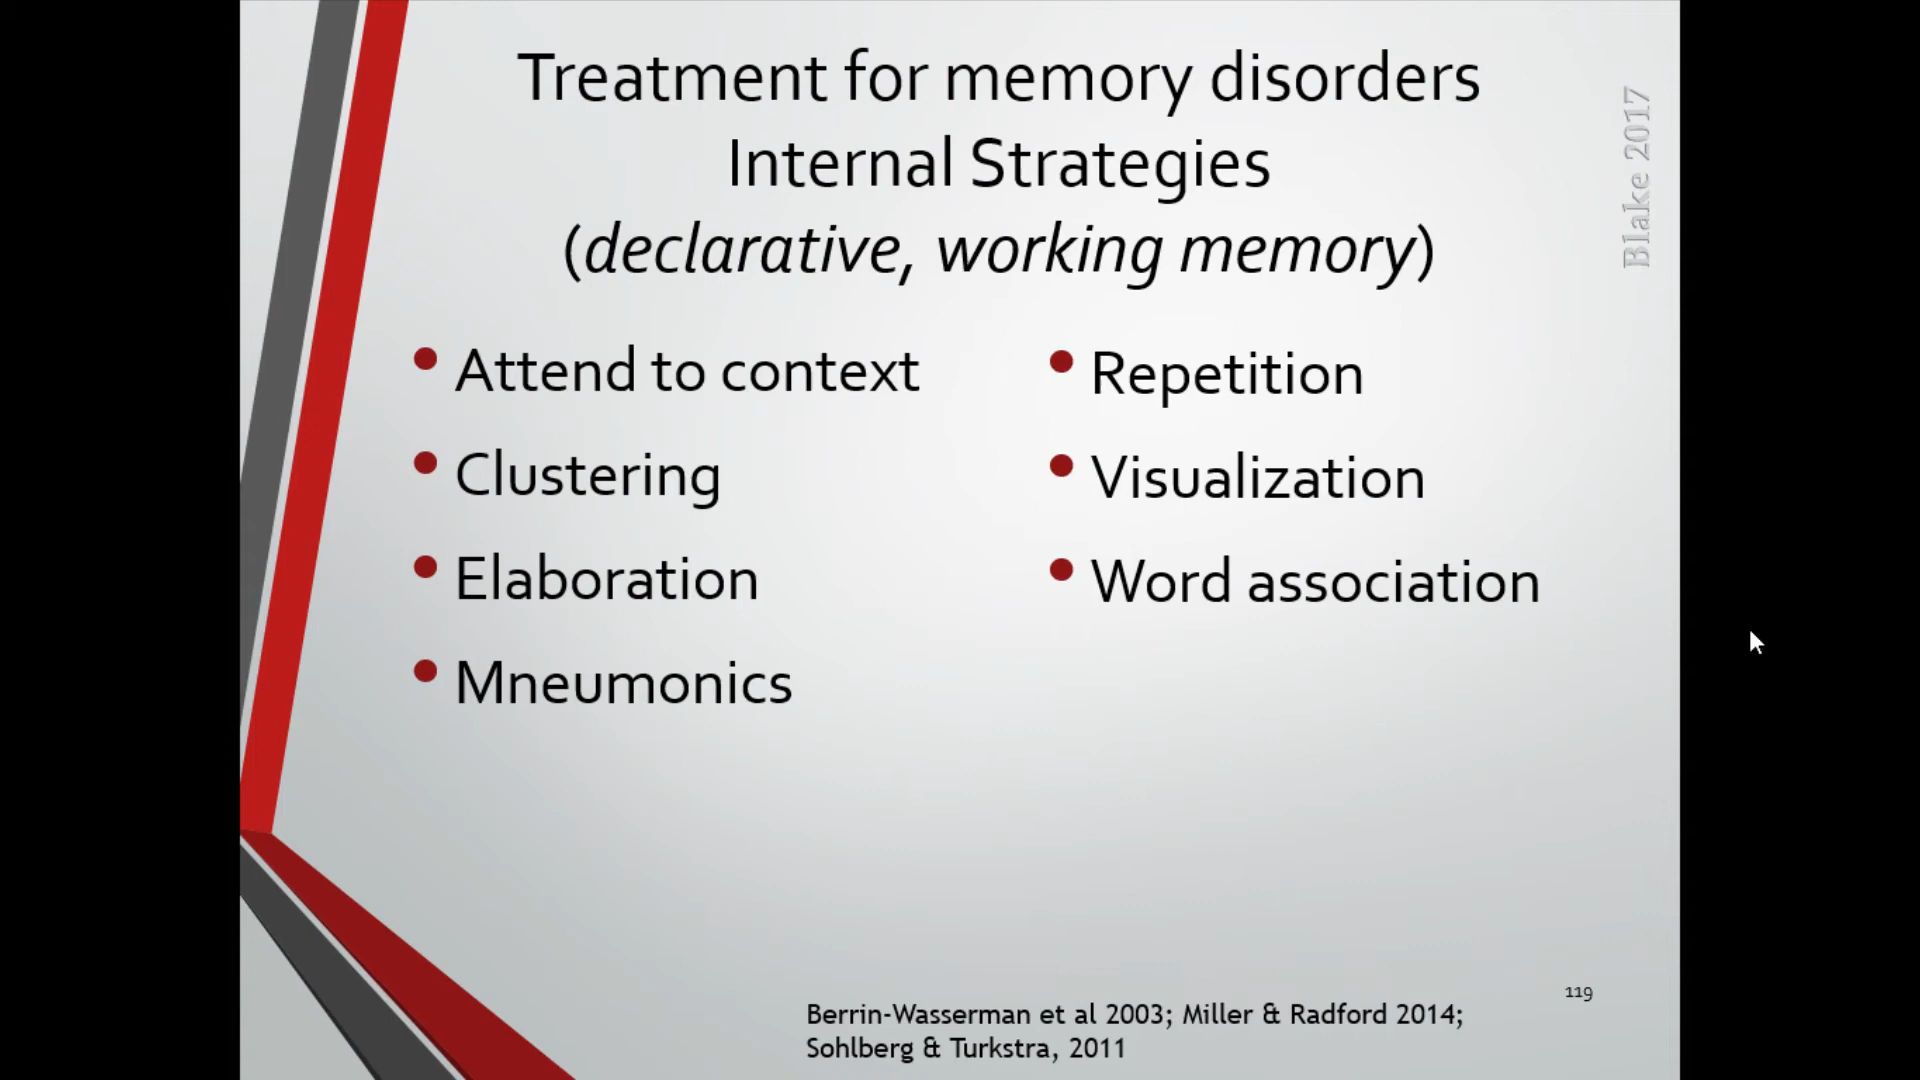 Treatment for memory disorders
Internal Strategies
(declarative, working memory)
Blake 2017
• Attend to context
• Clustering
• Elaboration
• Mneumonics
• Repetition
• Visualization
• Word association
119
Berrin-Wasserman et al 2003; Miller & Radford 2014;
Sohlberg & Turkstra, 2011